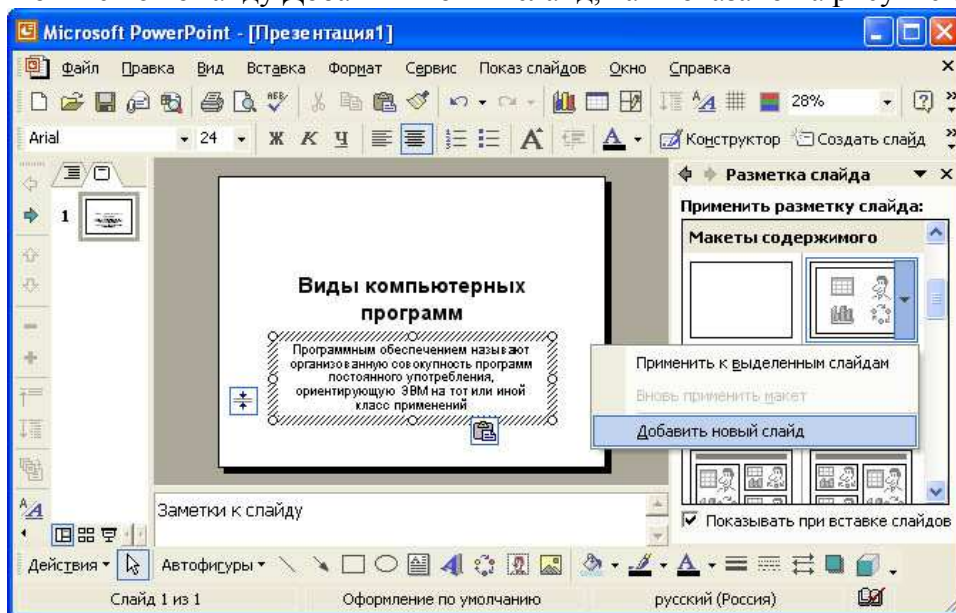 Microsoft PowerPoint - [Презентация1]
Файл Правка Вид Вставка Формат Сервис Показ слайдов Окно Справка
28%
Arial 24 Ж К Ч Конструктор Создать слайд
Разметка слайда
1
Применить разметку слайда:
Макеты содержимого
Виды компьютерных
программ
Программным обеспечением называют
организованную совокупность программ
постоянного употребления,
ориентирующую ЭВМ на тот или иной
класс применений
Применить к выделенным слайдам
Вновь применить макет
Добавить новый слайд
Заметки к слайду
Показывать при вставке слайдов
Действия Автофигуры
Слайд 1 из 1 Оформление по умолчанию русский (Россия)